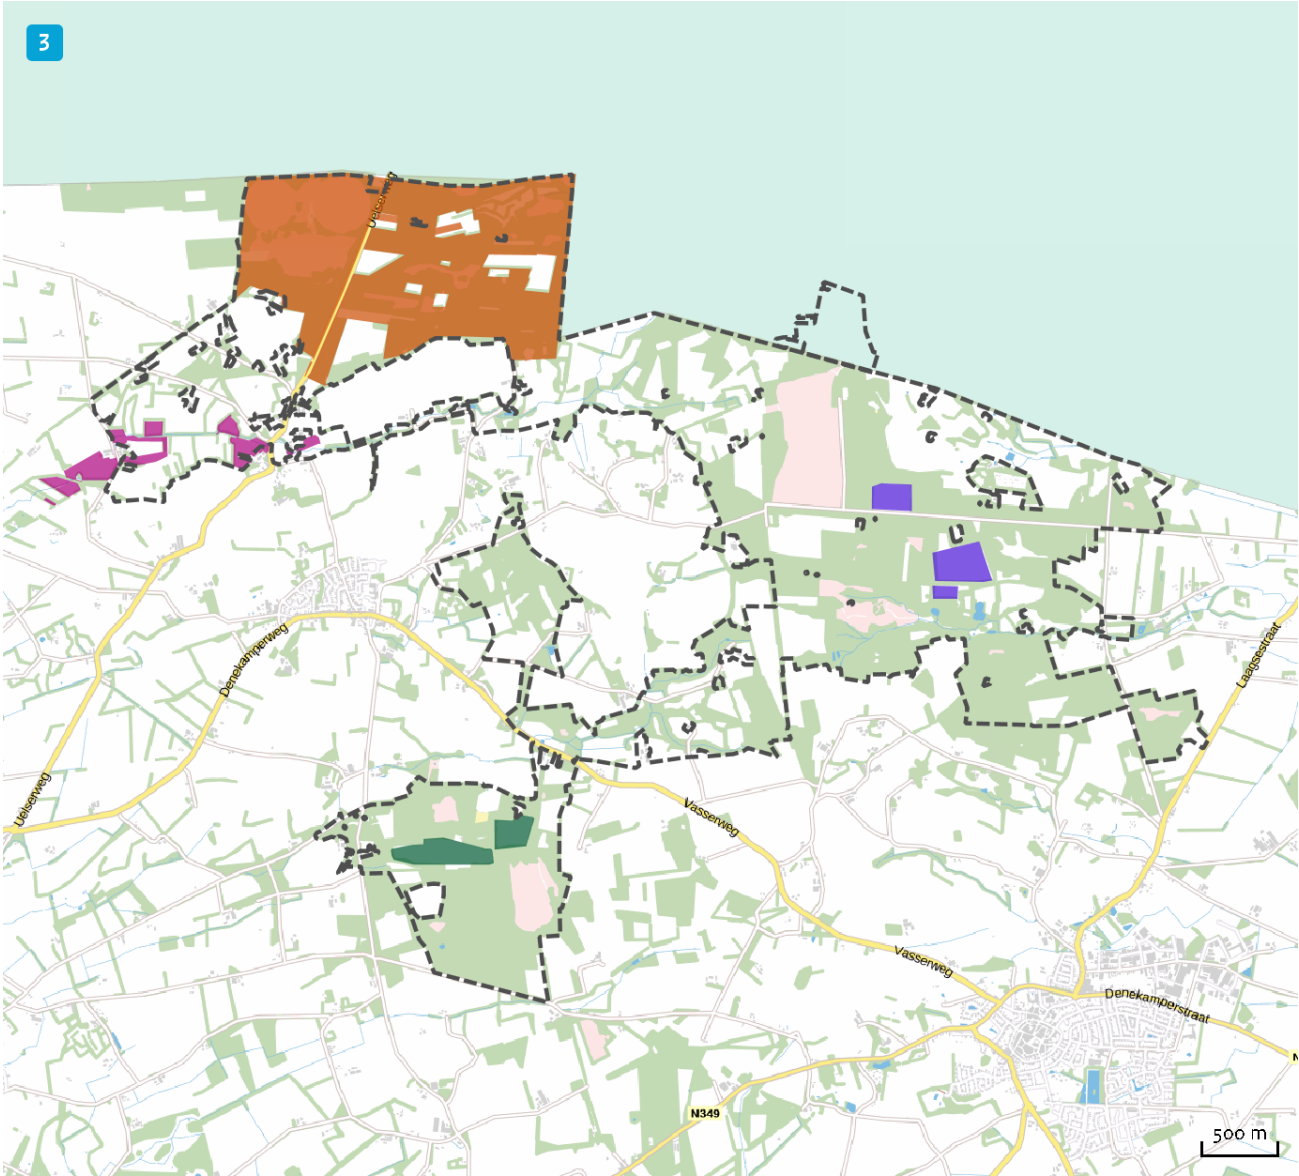 3
Uelserweg
Denekamperweg
Laagsestraat
Uelserweg
Vasserweg
Vasserweg
Denekamperstraat
N
N349
500 m